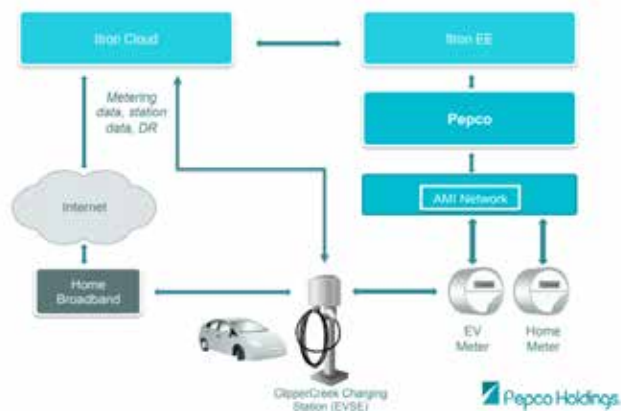 Itron Cloud
Itron EE
Metering
data, station
data, DR
Pepco
Internet
AMI Network
Home
Broadband
EV
Meter
Home
Meter
ClipperCreek Charging
Station (EVSE)
Pepco Holdings